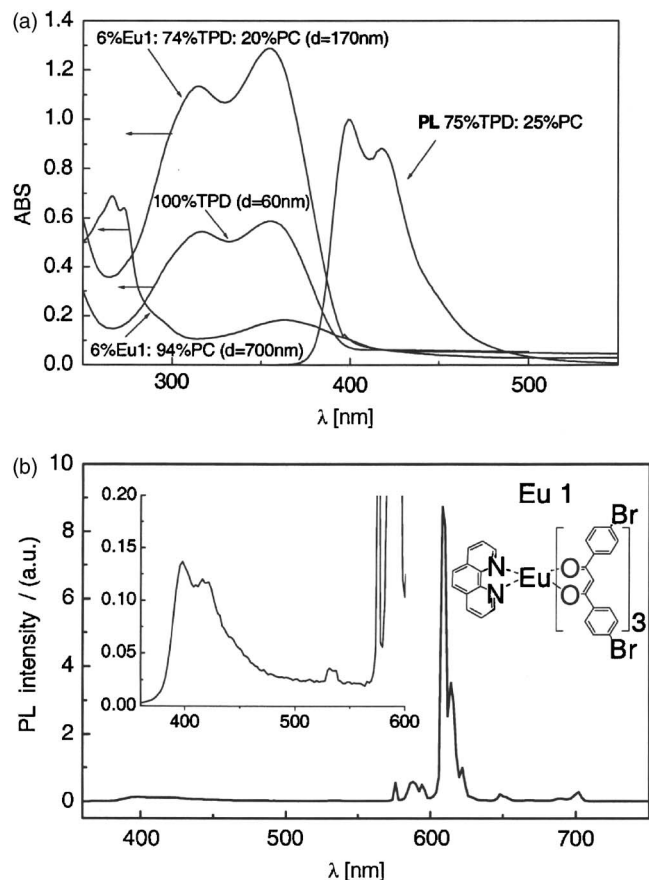 (a)
1.4
1.2
1.0
0.8
0.6
0.4
0.2
0.0
ABS
6%Eu1: 74%TPD: 20%PC (d=170nm)
PL 75%TPD: 25%PC
100%TPD (d=60nm)
6%Eu1: 94%PC (d=700nm)
300
400
500
λ [nm]
(b)
10
8
6
4
2
0
PL intensity / (a.u.)
0.20
0.15
0.10
0.05
0.00
400
500
600
Eu 1
Br
N
N
Eu
O
O
3
Br
400
500
600
700
λ [nm]